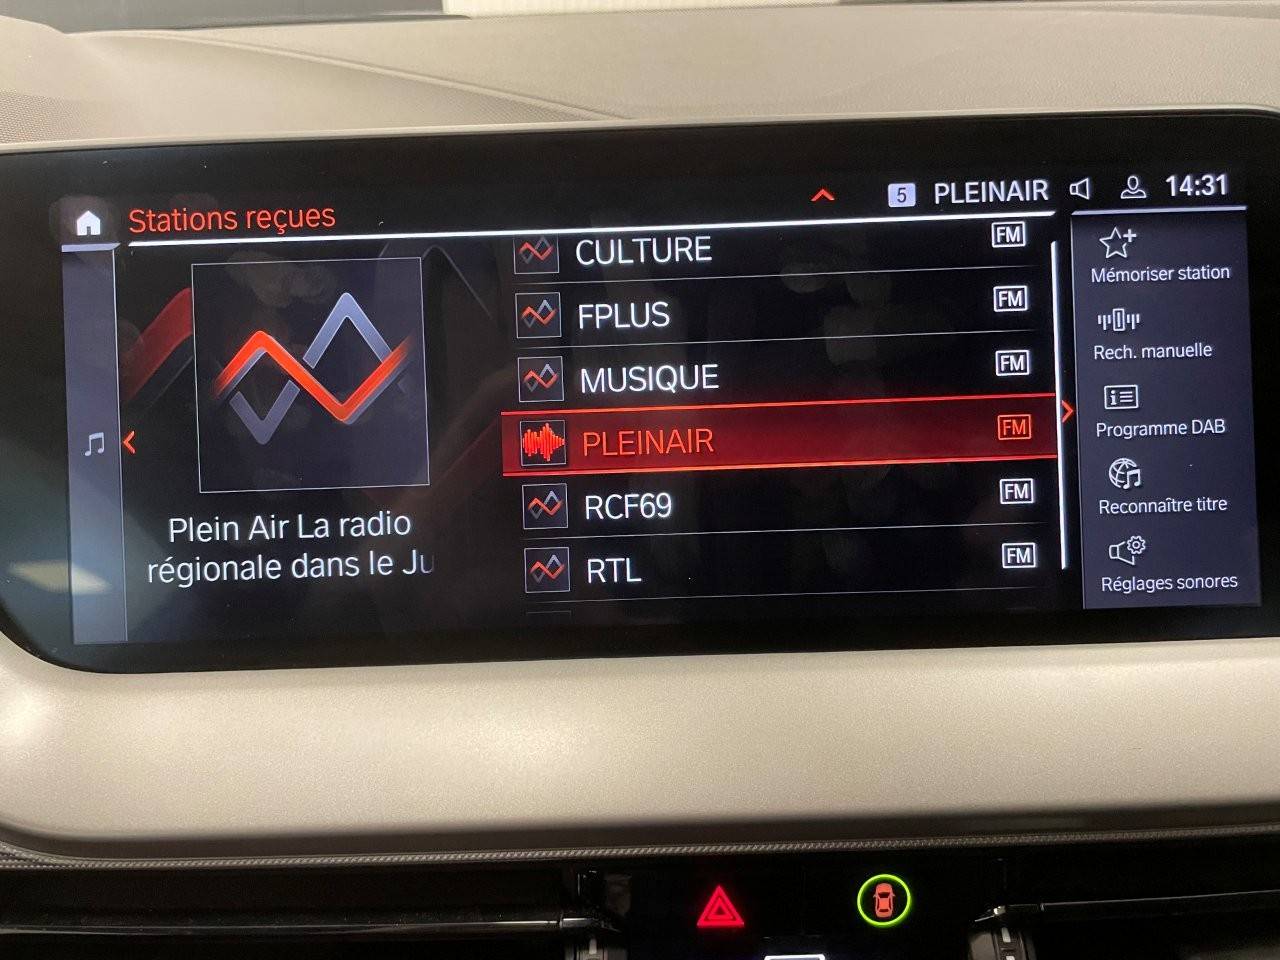 Stations reçues
5 PLEINAIR 14:31
CULTURE FM
FPLUS FM
MUSIQUE FM
PLEINAIR FM
RCF69 FM
RTL FM
Plein Air La radio
régionale dans le Ju
Mémoriser station
Rech. manuelle
Programme DAB
Reconnaître titre
Réglages sonores